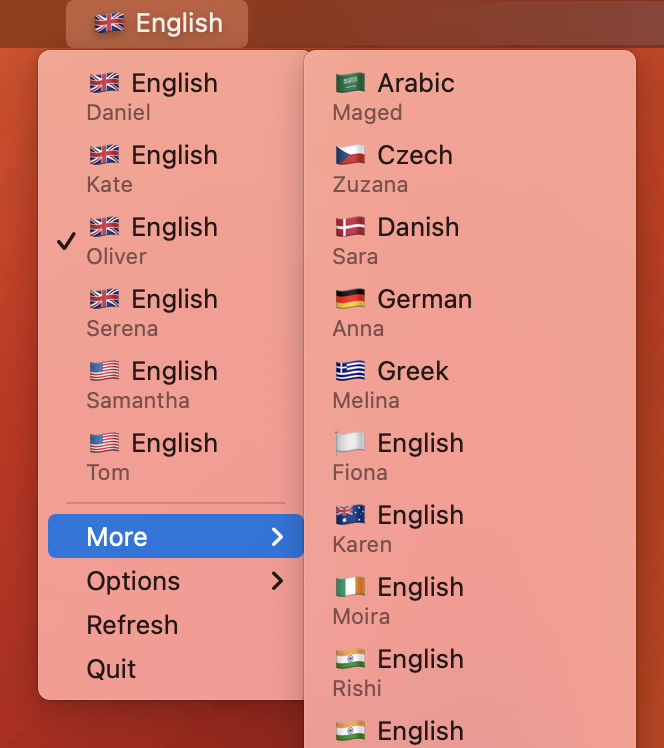 English
English
Daniel
English
Kate
English
Oliver
English
Serena
English
Samantha
English
Tom
More
Options
Refresh
Quit
Arabic
Maged
Czech
Zuzana
Danish
Sara
German
Anna
Greek
Melina
English
Fiona
English
Karen
English
Moira
English
Rishi
English